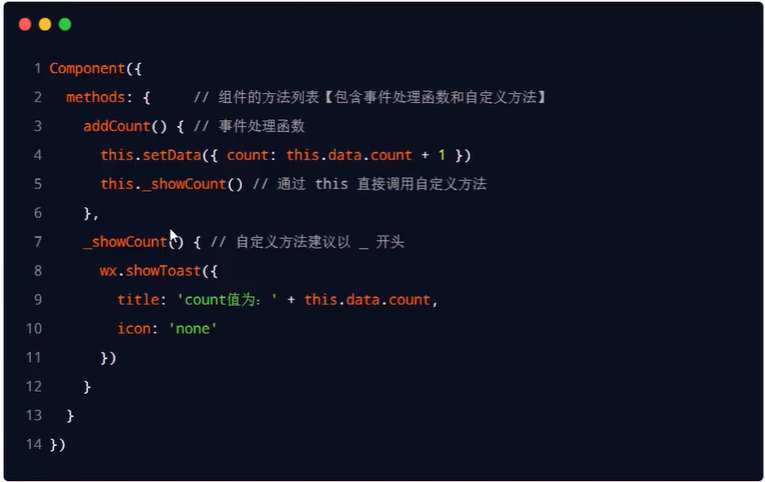 1 Component({
2 methods: { // 组件的方法列表【包含事件处理函数和自定义方法】
3 addCount() { // 事件处理函数
4 this.setData({ count: this.data.count + 1 })
5 this._showCount() // 通过 this 直接调用自定义方法
6 },
7 _showCount() { // 自定义方法建议以 _ 开头
8 wx.showToast({
9 title: 'count值为：' + this.data.count,
10 icon: 'none'
11 })
12 }
13 }
14 })